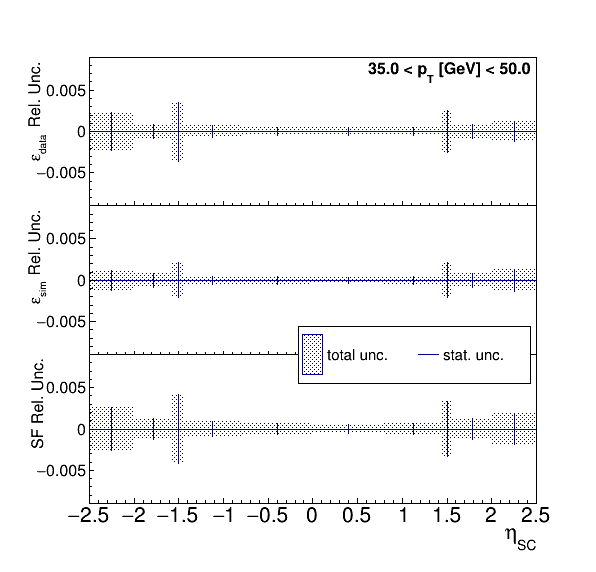 35.0 < p_T [GeV] < 50.0
ε_data Rel. Unc.
0.005
0
−0.005
ε_sim Rel. Unc.
0.005
0
−0.005
total unc.
stat. unc.
SF Rel. Unc.
0.005
0
−0.005
−2.5 −2 −1.5 −1 −0.5 0 0.5 1 1.5 2 2.5
η_SC